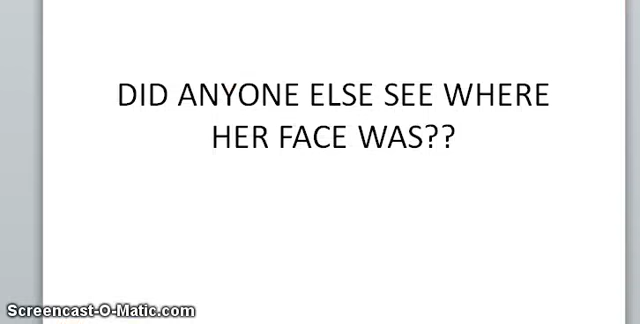 DID ANYONE ELSE SEE WHERE
HER FACE WAS??
Screencast-O-Matic.com